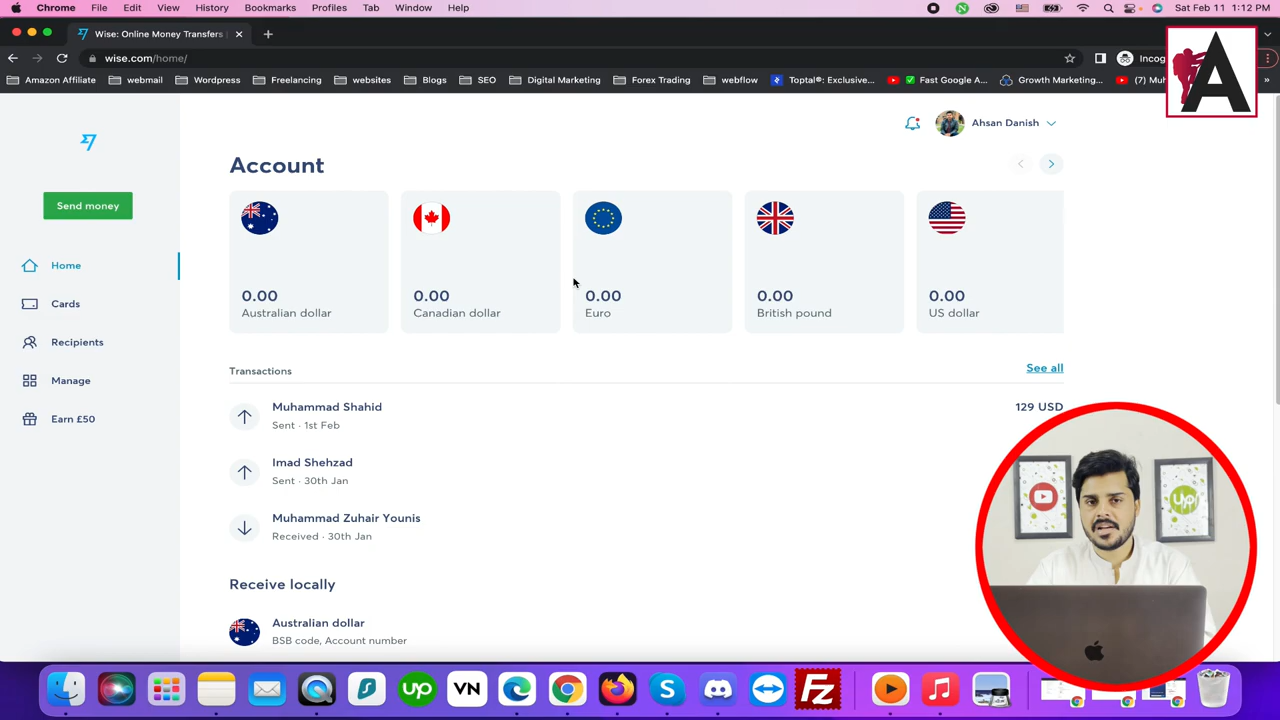 Chrome File Edit View History Bookmarks Profiles Tab Window Help Sat Feb 11 1:12 PM
Wise: Online Money Transfers
wise.com/home/ Incog
Amazon Affiliate webmail Wordpress Freelancing websites Blogs SEO Digital Marketing Forex Trading webflow Toptal: Exclusive... Fast Google A... Growth Marketing... (7) Muh
A
Ahsan Danish
Account
Send money
Home
Cards
Recipients
Manage
Earn £50
0.00 0.00 0.00 0.00 0.00
Australian dollar Canadian dollar Euro British pound US dollar
Transactions See all
Muhammad Shahid 129 USD
Sent · 1st Feb
Imad Shehzad
Sent · 30th Jan
Muhammad Zuhair Younis
Received · 30th Jan
Receive locally
Australian dollar
BSB code, Account number
up
up VN S Fz